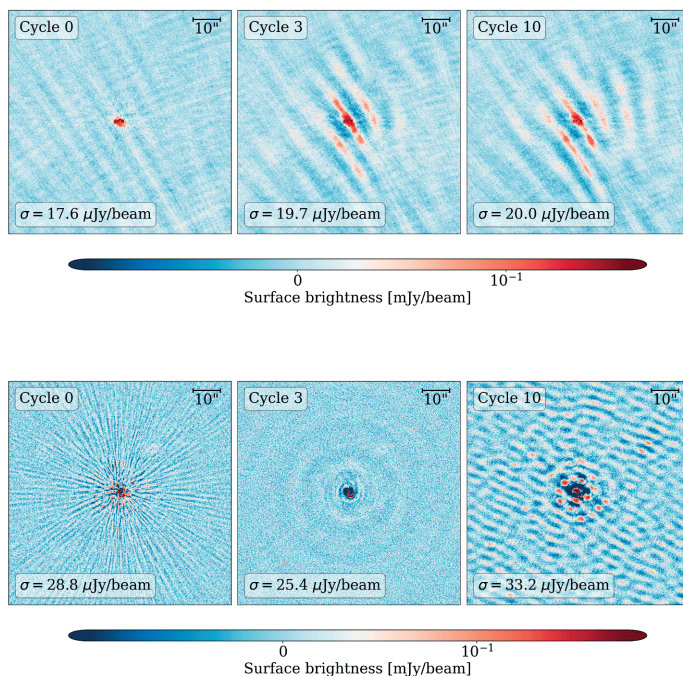 Cycle 0
10"
Cycle 3
10"
Cycle 10
10"
σ = 17.6 μJy/beam
σ = 19.7 μJy/beam
σ = 20.0 μJy/beam
0
10⁻¹
Surface brightness [mJy/beam]
Cycle 0
10"
Cycle 3
10"
Cycle 10
10"
σ = 28.8 μJy/beam
σ = 25.4 μJy/beam
σ = 33.2 μJy/beam
0
10⁻¹
Surface brightness [mJy/beam]